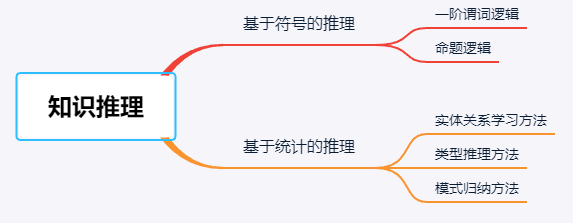 知识推理
基于符号的推理
一阶谓词逻辑
命题逻辑
基于统计的推理
实体关系学习方法
类型推理方法
模式归纳方法